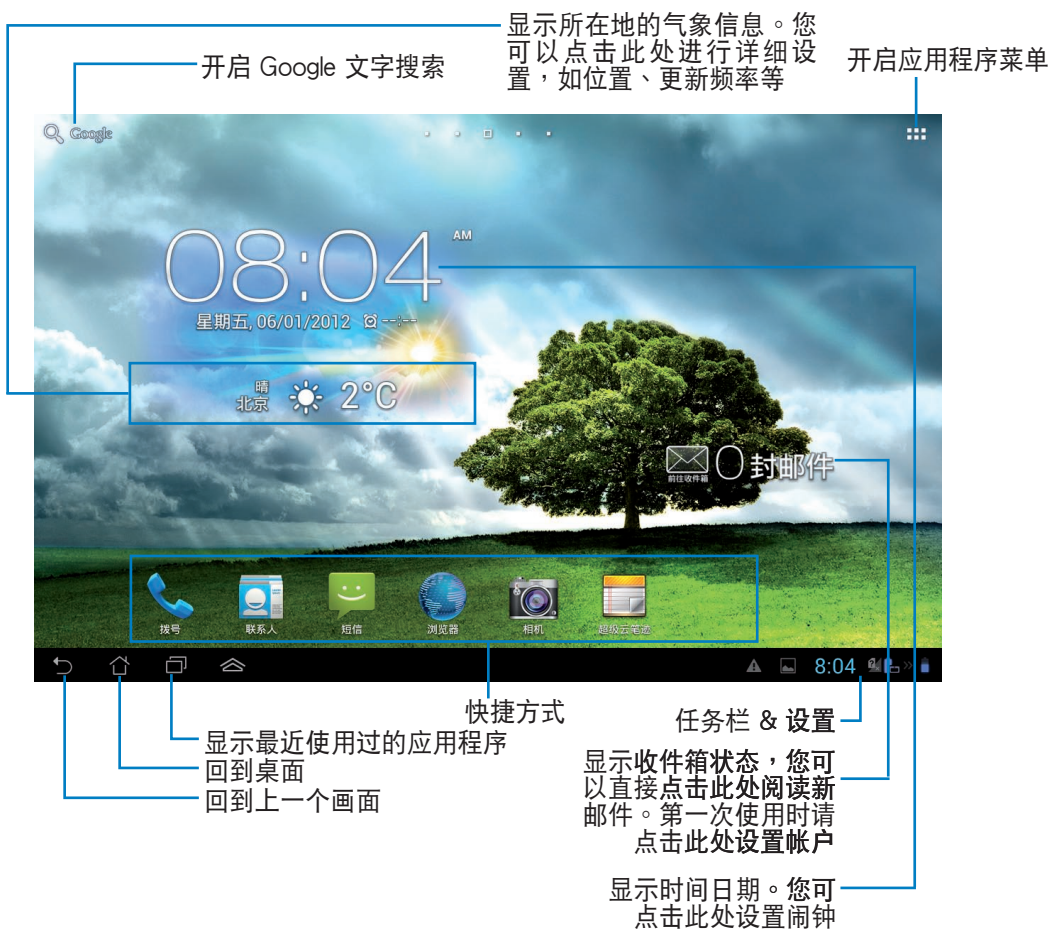 显示所在地的气象信息。您
可以点击此处进行详细设
置，如位置、更新频率等
开启 Google 文字搜索
开启应用程序菜单
Google
08:04
AM
星期五, 06/01/2012 --:--
晴
北京
2°C
前往收件箱
0封邮件
拨号
联系人
短信
浏览器
相机
超级云笔迹
8:04
快捷方式
任务栏 & 设置
显示最近使用过的应用程序
回到桌面
回到上一个画面
显示收件箱状态，您可
以直接点击此处阅读新
邮件。第一次使用时请
点击此处设置帐户
显示时间日期。您可
点击此处设置闹钟